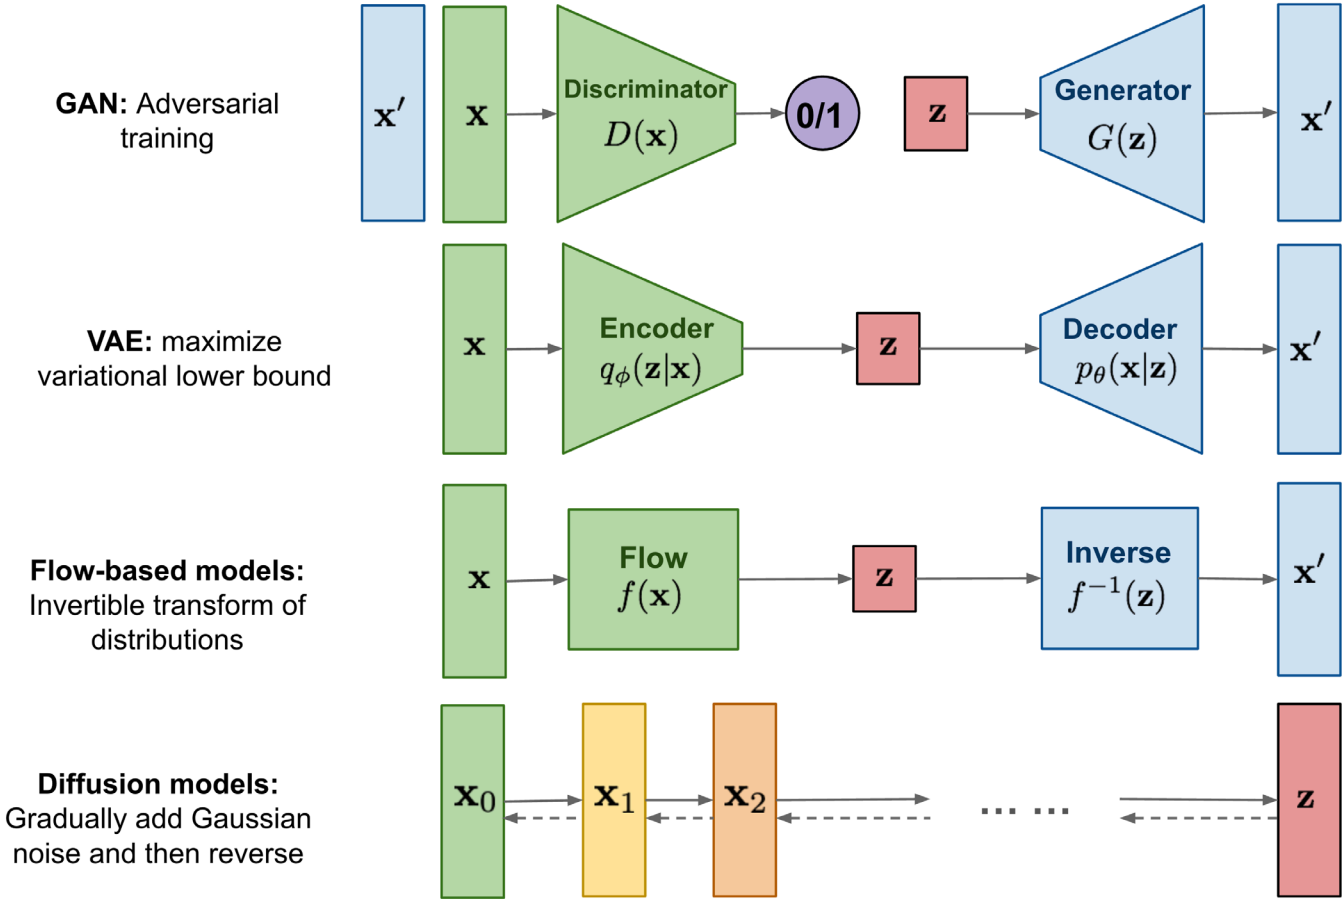 GAN: Adversarial
training
x′
x
Discriminator
D(x)
0/1
z
Generator
G(z)
x′
VAE: maximize
variational lower bound
x
Encoder
qϕ(z|x)
z
Decoder
pθ(x|z)
x′
Flow-based models:
Invertible transform of
distributions
x
Flow
f(x)
z
Inverse
f⁻¹(z)
x′
Diffusion models:
Gradually add Gaussian
noise and then reverse
x₀
x₁
x₂
... ...
z